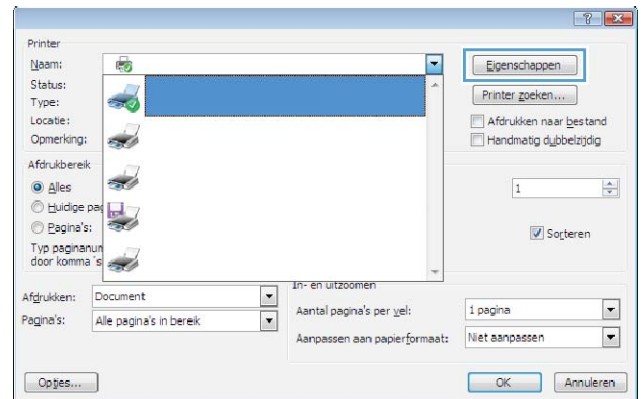 Printer
Naam:
Eigenschappen
Status:
Type:
Printer zoeken...
Locatie:
Afdrukken naar bestand
Opmerking:
Handmatig dubbelzijdig
Afdrukbereik
Alles
1
Huidige pag
Pagina's:
Sorteren
Typ paginanum
door komma's
In- en uitzoomen
Afdrukken: Document
Aantal pagina's per vel: 1 pagina
Pagina's: Alle pagina's in bereik
Aanpassen aan papierformaat: Niet aanpassen
Opties...
OK
Annuleren